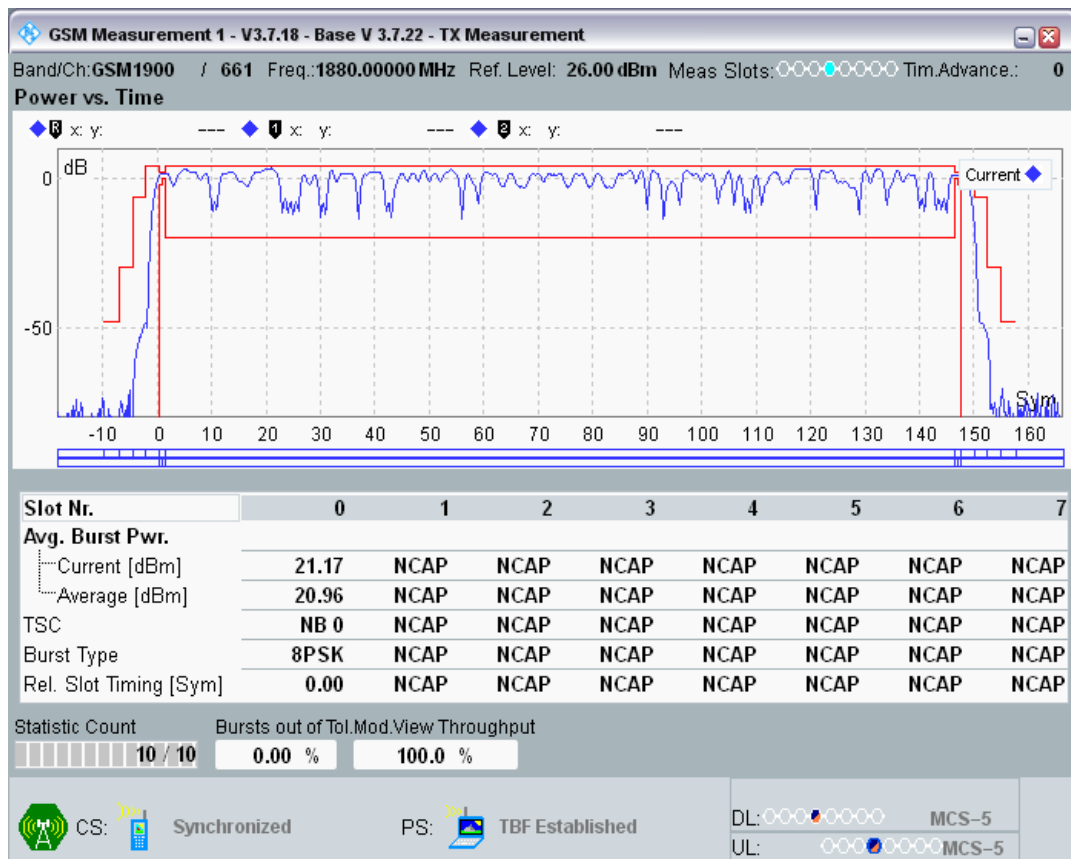 GSM Measurement 1 - V3.7.18 - Base V 3.7.22 - TX Measurement
Band/Ch:GSM1900 / 661 Freq.:1880.00000 MHz Ref. Level: 26.00 dBm Meas Slots: Tim.Advance.: 0
Power vs. Time
R x: y: --- 1 x: y: --- 2 x: y: ---
dB
Current
0
-50
Sym
-10 0 10 20 30 40 50 60 70 80 90 100 110 120 130 140 150 160
Slot Nr. 0 1 2 3 4 5 6 7
Avg. Burst Pwr.
Current [dBm] 21.17 NCAP NCAP NCAP NCAP NCAP NCAP NCAP
Average [dBm] 20.96 NCAP NCAP NCAP NCAP NCAP NCAP NCAP
TSC NB 0 NCAP NCAP NCAP NCAP NCAP NCAP NCAP
Burst Type 8PSK NCAP NCAP NCAP NCAP NCAP NCAP NCAP
Rel. Slot Timing [Sym] 0.00 NCAP NCAP NCAP NCAP NCAP NCAP NCAP
Statistic Count Bursts out of Tol.Mod.View Throughput
10 / 10 0.00 % 100.0 %
CS: Synchronized PS: TBF Established
DL: MCS-5
UL: MCS-5